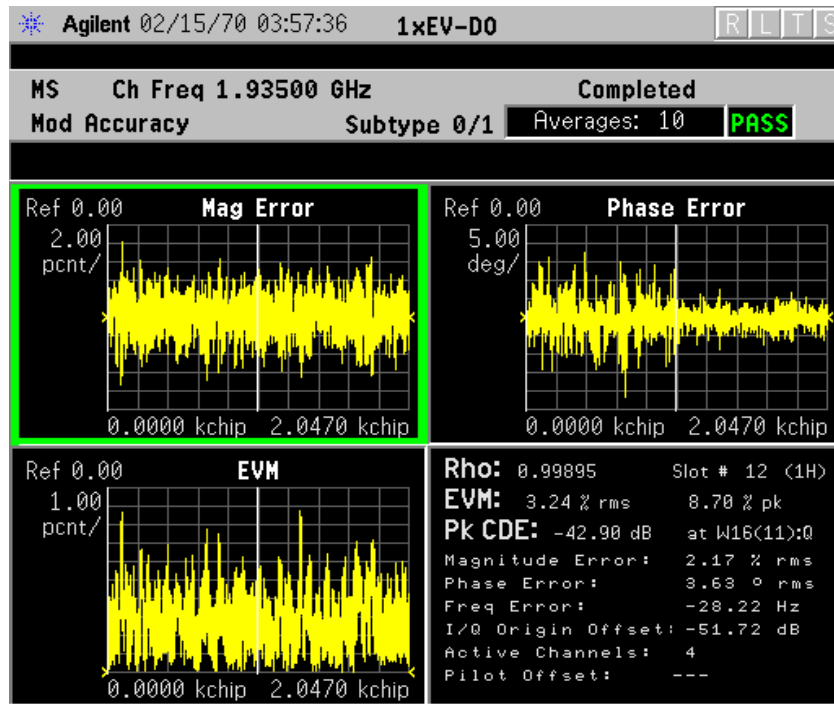 Agilent 02/15/70 03:57:36 1xEV-DO R L T S
MS Ch Freq 1.93500 GHz Completed
Mod Accuracy Subtype 0/1 Averages: 10 PASS
Ref 0.00 Mag Error
2.00
pcnt/
0.0000 kchip 2.0470 kchip
Ref 0.00 Phase Error
5.00
deg/
0.0000 kchip 2.0470 kchip
Ref 0.00 EVM
1.00
pcnt/
0.0000 kchip 2.0470 kchip
Rho: 0.99895 Slot # 12 (1H)
EVM: 3.24 % rms 8.70 % pk
Pk CDE: -42.90 dB at W16(11):Q
Magnitude Error: 2.17 % rms
Phase Error: 3.63 º rms
Freq Error: -28.22 Hz
I/Q Origin Offset: -51.72 dB
Active Channels: 4
Pilot Offset: ---